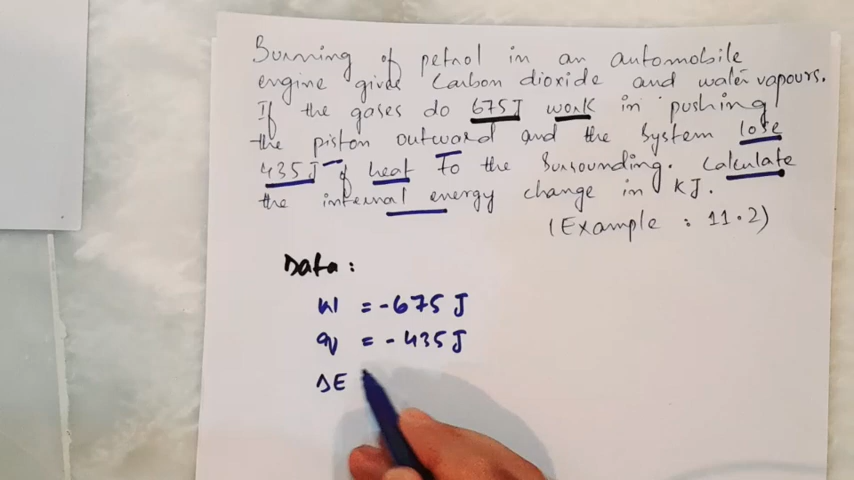 Burning of petrol in an automobile
engine gives Carbon dioxide and water vapours.
If the gases do 675J work in pushing
the piston outward and the System lose
435J of heat To the Surrounding. Calculate
the internal energy change in KJ.
(Example : 11.2)
Data:
W = -675 J
q = -435J
ΔE